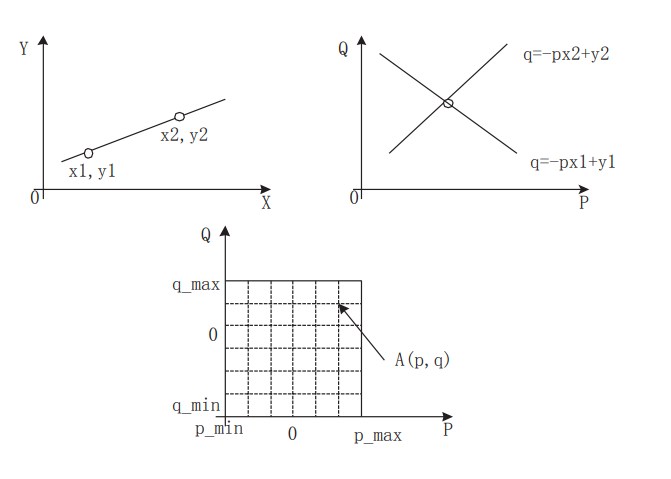 Y
x2,y2
x1,y1
0
X
Q
q=-px2+y2
q=-px1+y1
0
P
Q
q_max
0
A(p,q)
q_min
p_min
0
p_max
P